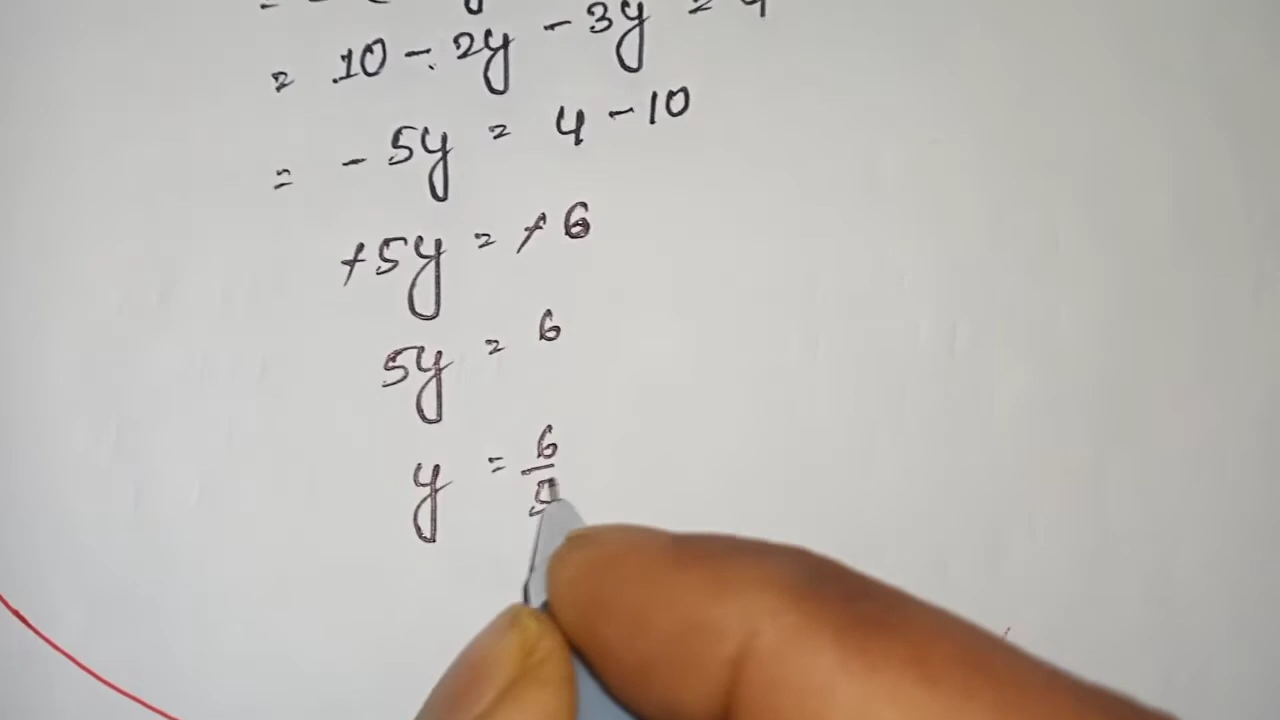 = 10 - 2y - 3y = 4
= - 5y = 4 - 10
+5y = + 6
5y = 6
y = 6/5